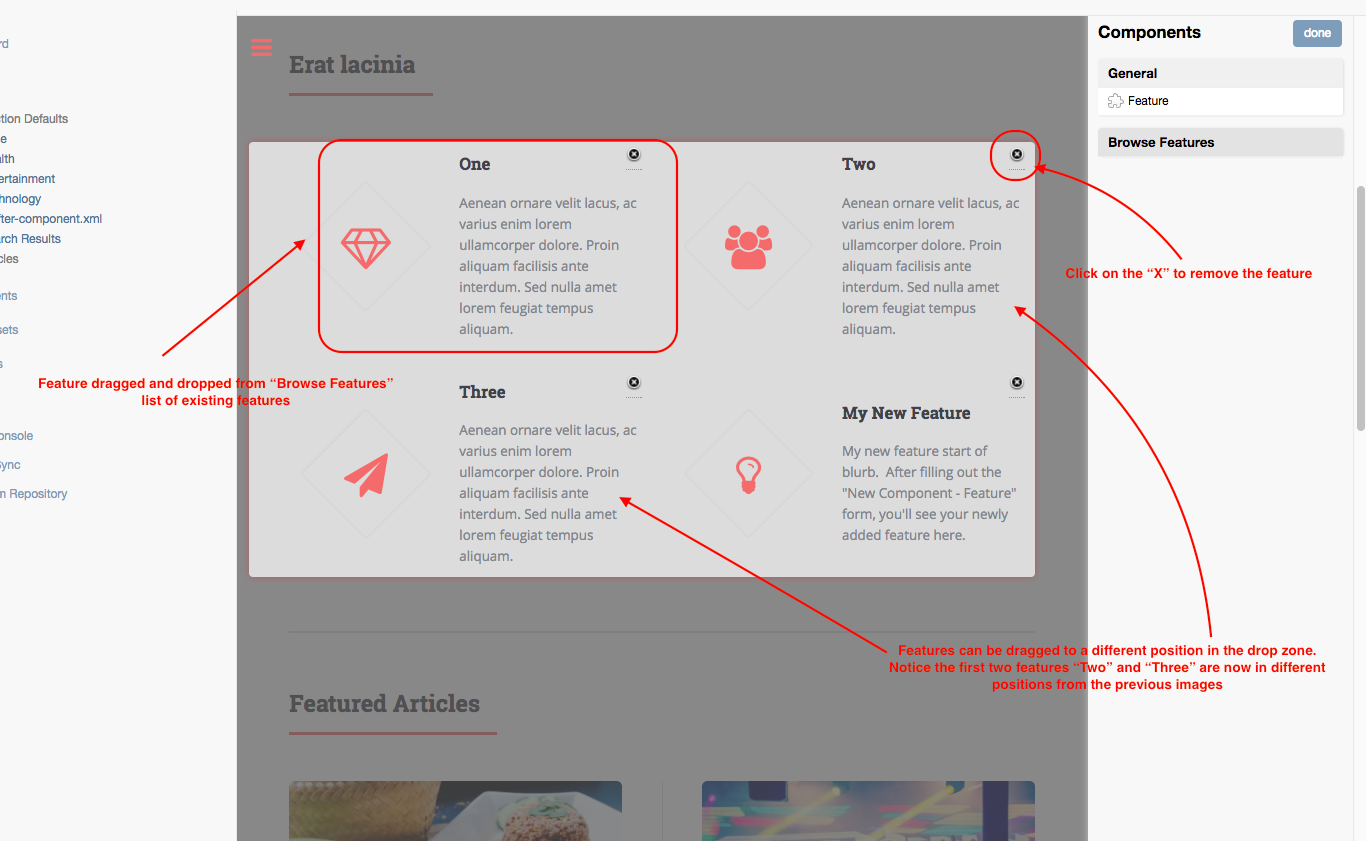 rd
tion Defaults
e
lth
ertainment
hnology
fter-component.xml
rch Results
cles
ents
sets
s
onsole
Sync
n Repository
Erat lacinia
One
Aenean ornare velit lacus, ac
varius enim lorem
ullamcorper dolore. Proin
aliquam facilisis ante
interdum. Sed nulla amet
lorem feugiat tempus
aliquam.
Two
Aenean ornare velit lacus, ac
varius enim lorem
ullamcorper dolore. Proin
aliquam facilisis ante
interdum. Sed nulla amet
lorem feugiat tempus
aliquam.
Three
Aenean ornare velit lacus, ac
varius enim lorem
ullamcorper dolore. Proin
aliquam facilisis ante
interdum. Sed nulla amet
lorem feugiat tempus
aliquam.
My New Feature
My new feature start of
blurb. After filling out the
"New Component - Feature"
form, you'll see your newly
added feature here.
Featured Articles
Components
done
General
Feature
Browse Features
Click on the “X” to remove the feature
Feature dragged and dropped from “Browse Features”
list of existing features
Features can be dragged to a different position in the drop zone.
Notice the first two features “Two” and “Three” are now in different
positions from the previous images